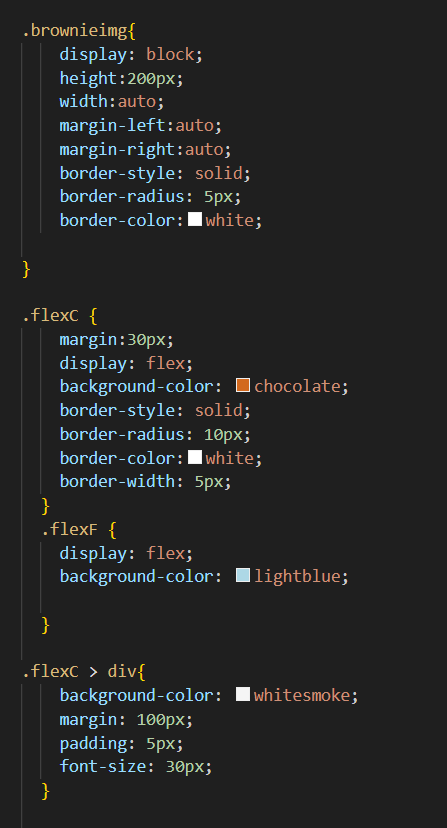 .brownieimg{
display: block;
height:200px;
width:auto;
margin-left:auto;
margin-right:auto;
border-style: solid;
border-radius: 5px;
border-color:white;
}
.flexC {
margin:30px;
display: flex;
background-color: chocolate;
border-style: solid;
border-radius: 10px;
border-color:white;
border-width: 5px;
}
.flexF {
display: flex;
background-color: lightblue;
}
.flexC > div{
background-color: whitesmoke;
margin: 100px;
padding: 5px;
font-size: 30px;
}